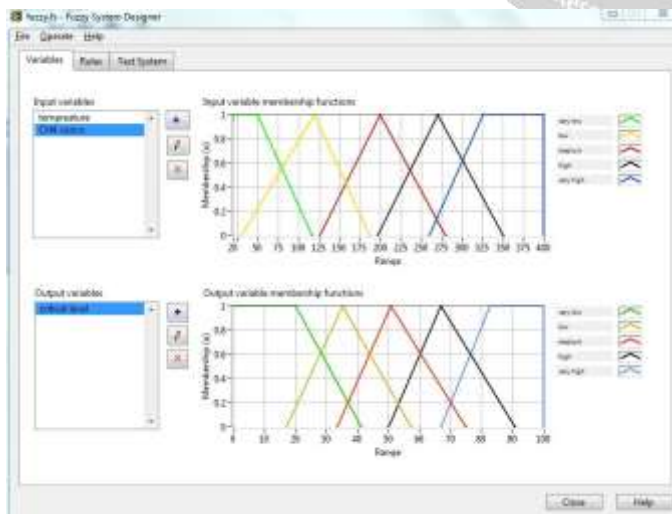 fuzzy.fs - Fuzzy System Designer
File Operate Help
Variables Rules Test System
Input variables
tempreature
Input variable membership functions
Membership (u)
1
0.8
0.6
0.4
0.2
0
25 50 75 100 125 150 175 200 225 250 275 300 325 350 375 400
Range
very low
low
medium
high
very high
Output variables
critical level
Output variable membership functions
Membership (u)
1
0.8
0.6
0.4
0.2
0
0 10 20 30 40 50 60 70 80 90 100
Range
very low
low
medium
high
very high
Close Help